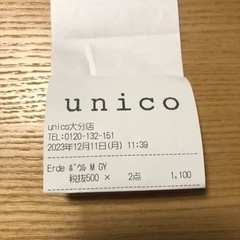 unico
unico大分店
TEL:0120-132-151
2023年12月11日(月) 11:39
Erde ﾎﾞｳﾙ M GY
税抜500 × 2点 1,100